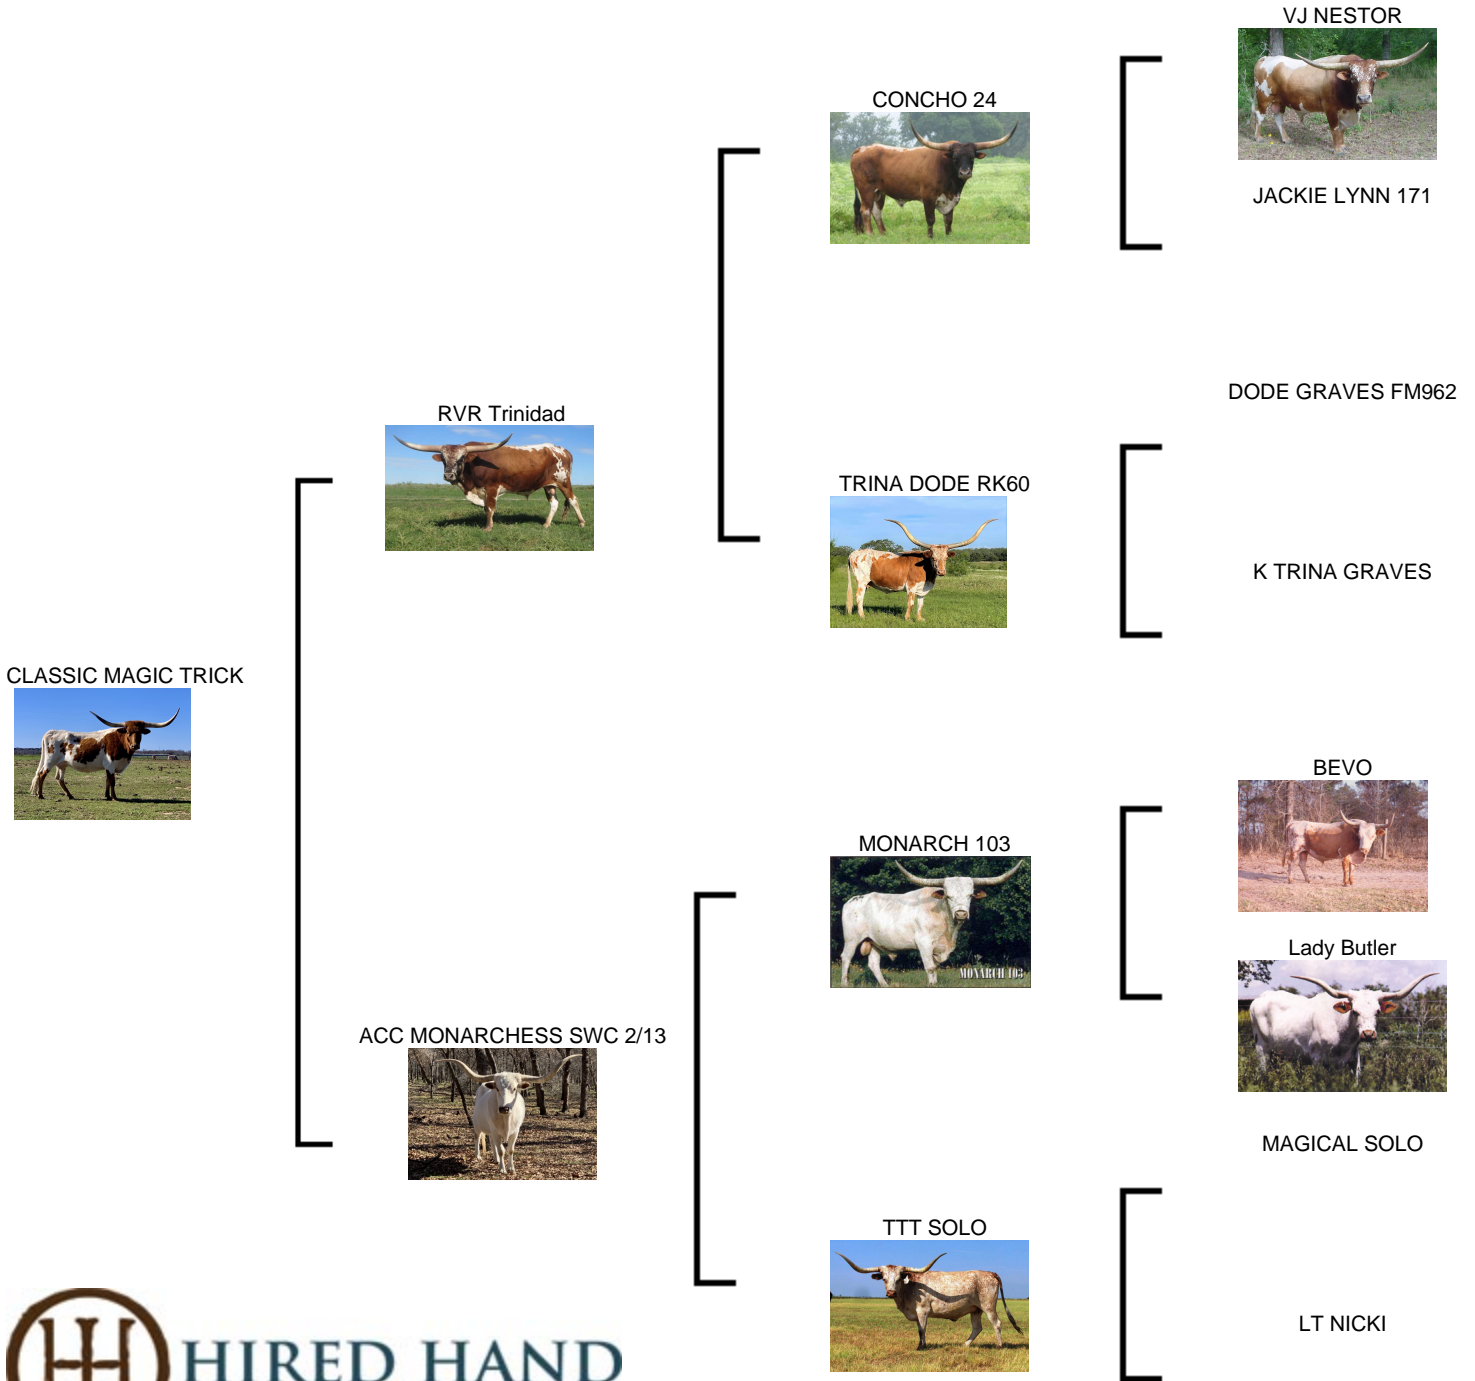 VJ NESTOR
CONCHO 24
JACKIE LYNN 171
DODE GRAVES FM962
RVR Trinidad
TRINA DODE RK60
K TRINA GRAVES
CLASSIC MAGIC TRICK
BEVO
MONARCH 103
MONARCH 103
Lady Butler
ACC MONARCHESS SWC 2/13
MAGICAL SOLO
TTT SOLO
LT NICKI
HIRED HAND